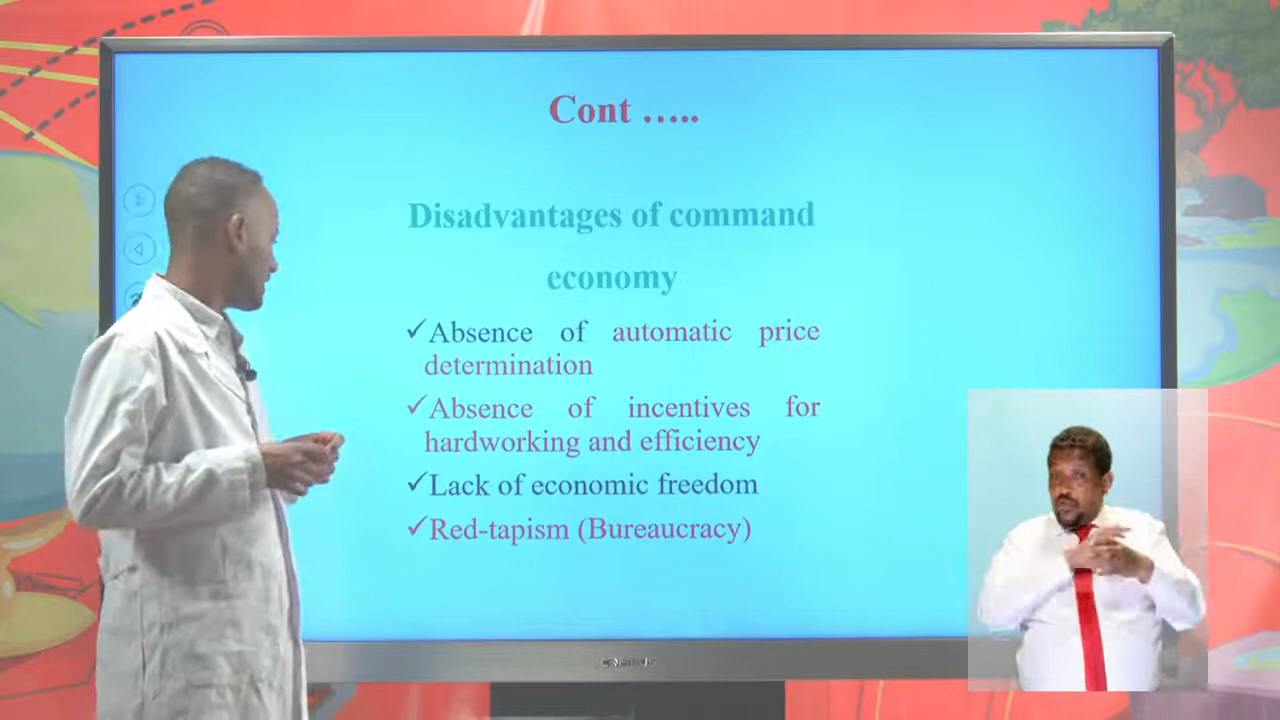 Cont …..
Disadvantages of command
economy
✓Absence of automatic price
determination
✓Absence of incentives for
hardworking and efficiency
✓Lack of economic freedom
✓Red-tapism (Bureaucracy)